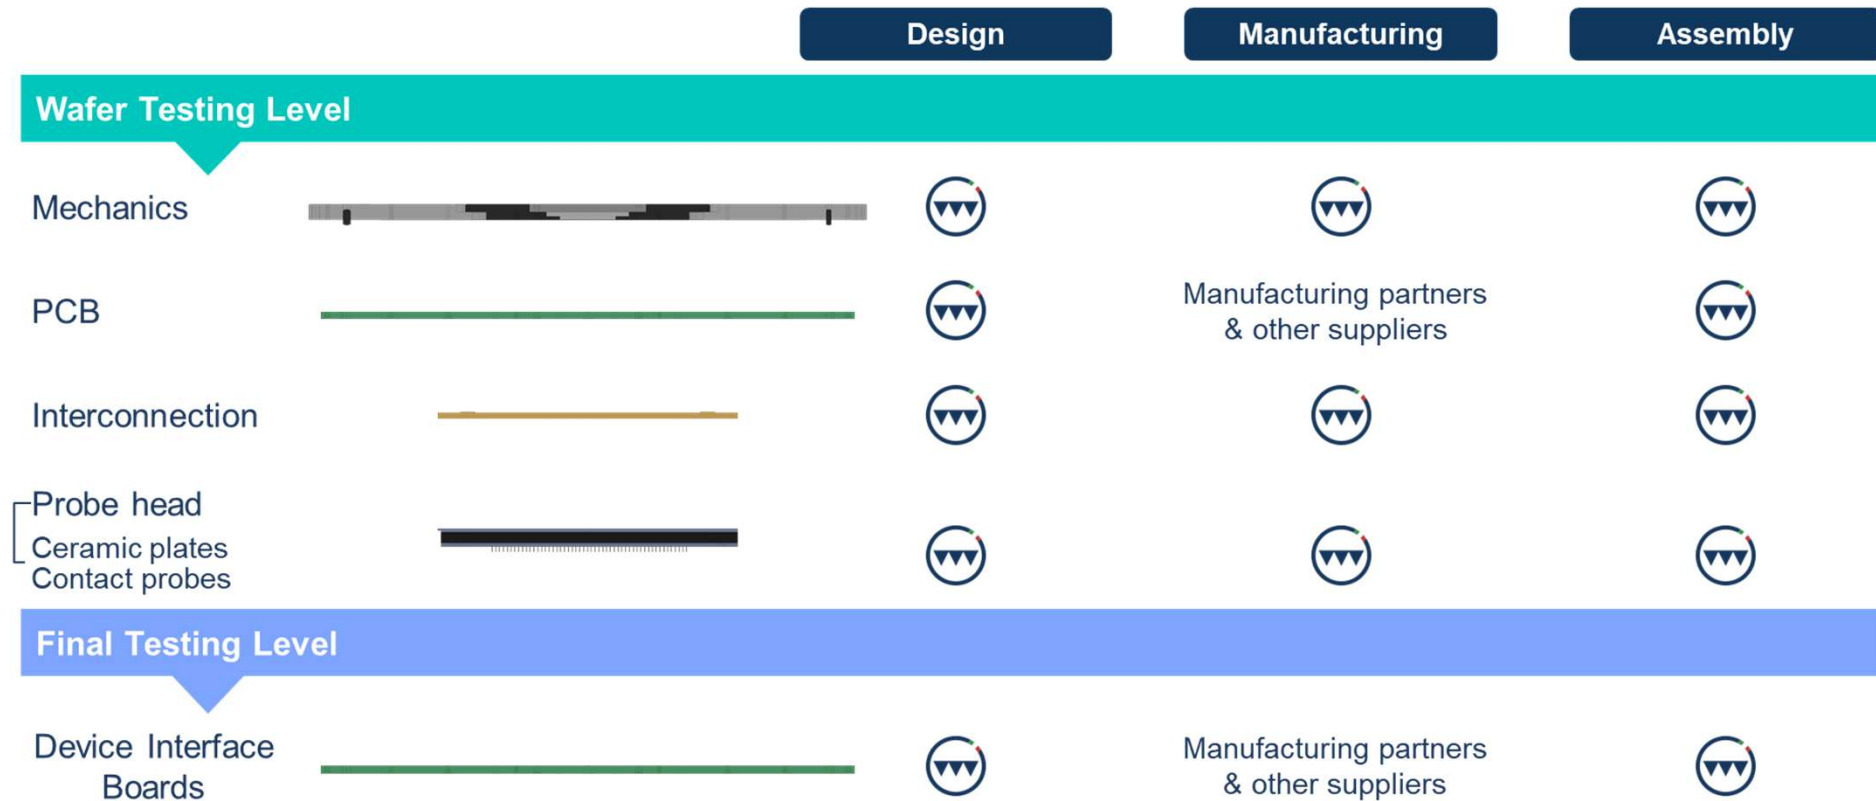 Design
Manufacturing
Assembly
Wafer Testing Level
Mechanics
PCB
Manufacturing partners
& other suppliers
Interconnection
Probe head
Ceramic plates
Contact probes
Final Testing Level
Device Interface
Boards
Manufacturing partners
& other suppliers